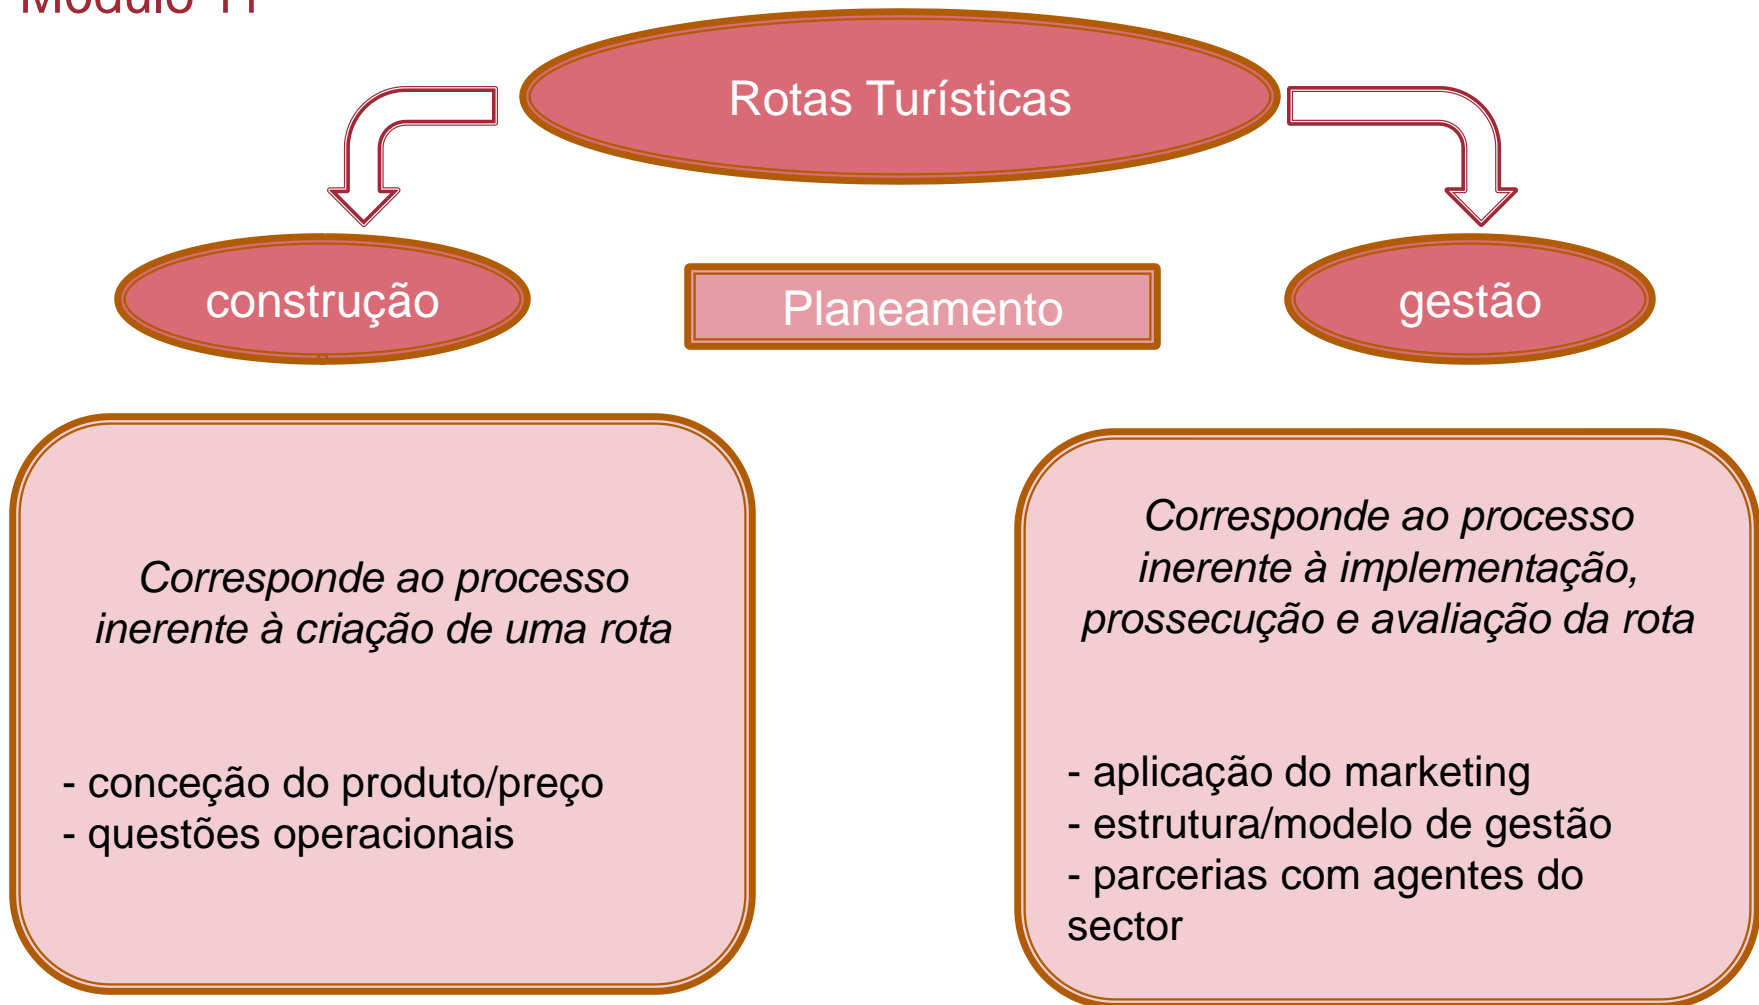 Módulo 11
Rotas Turísticas
construção
Planeamento
gestão
Corresponde ao processo
inerente à criação de uma rota
- conceção do produto/preço
- questões operacionais
Corresponde ao processo
inerente à implementação,
prossecução e avaliação da rota
- aplicação do marketing
- estrutura/modelo de gestão
- parcerias com agentes do
sector